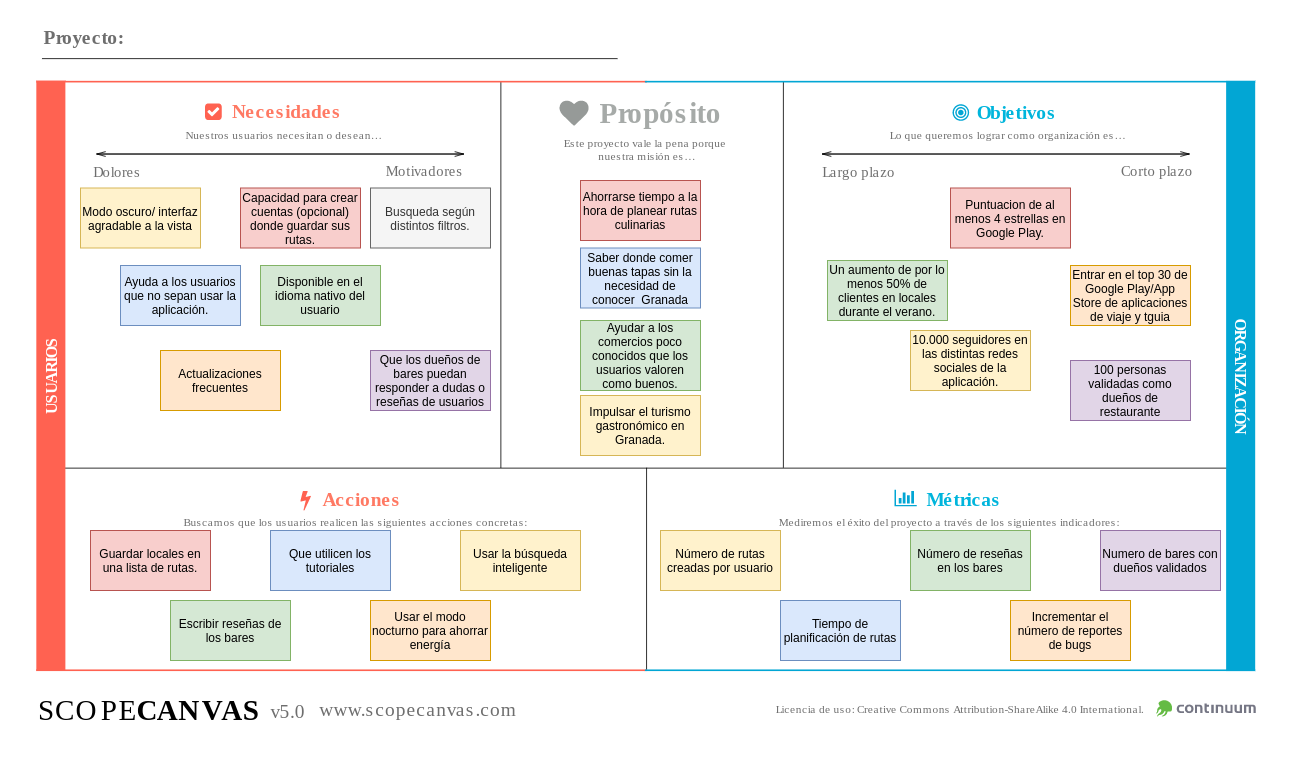 Proyecto:
Necesidades
Nuestros usuarios necesitan o desean...
Dolores
Motivadores
Modo oscuro/ interfaz
agradable a la vista
Capacidad para crear
cuentas (opcional)
donde guardar sus
rutas.
Busqueda según
distintos filtros.
Ayuda a los usuarios
que no sepan usar la
aplicación.
Disponible en el
idioma nativo del
usuario
Actualizaciones
frecuentes
Que los dueños de
bares puedan
responder a dudas o
reseñas de usuarios
USUARIOS
Propósito
Este proyecto vale la pena porque
nuestra misión es...
Ahorrarse tiempo a la
hora de planear rutas
culinarias
Saber donde comer
buenas tapas sin la
necesidad de
conocer Granada
Ayudar a los
comercios poco
conocidos que los
usuarios valoren
como buenos.
Impulsar el turismo
gastronómico en
Granada.
Objetivos
Lo que queremos lograr como organización es...
Largo plazo
Corto plazo
Puntuacion de al
menos 4 estrellas en
Google Play.
Un aumento de por lo
menos 50% de
clientes en locales
durante el verano.
Entrar en el top 30 de
Google Play/App
Store de aplicaciones
de viaje y tguia
10.000 seguidores en
las distintas redes
sociales de la
aplicación.
100 personas
validadas como
dueños de
restaurante
ORGANIZACIÓN
Acciones
Buscamos que los usuarios realicen las siguientes acciones concretas:
Guardar locales en
una lista de rutas.
Que utilicen los
tutoriales
Usar la búsqueda
inteligente
Escribir reseñas de
los bares
Usar el modo
nocturno para ahorrar
energía
Métricas
Mediremos el éxito del proyecto a través de los siguientes indicadores:
Número de rutas
creadas por usuario
Número de reseñas
en los bares
Numero de bares con
dueños validados
Tiempo de
planificación de rutas
Incrementar el
número de reportes
de bugs
SCOPECANVAS v5.0 www.scopecanvas.com
Licencia de uso: Creative Commons Attribution-ShareAlike 4.0 International.
continuum